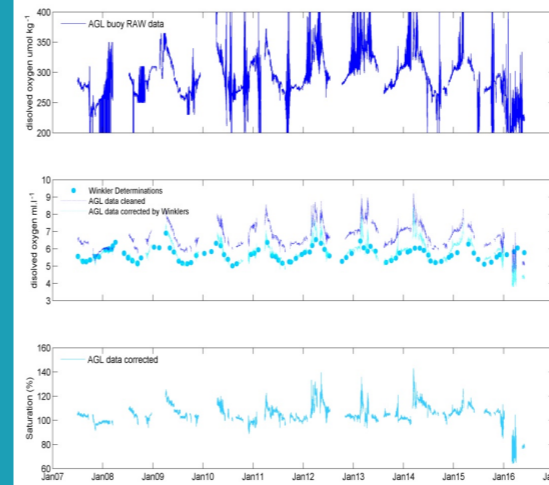 400
350
300
250
200
disolved oxygen umol kg-1
AGL buoy RAW data
10
9
8
7
6
5
4
3
disolved oxygen ml.l-1
Winkler Determinations
AGL data cleaned
AGL data corrected by Winklers
160
140
120
100
80
60
Saturation (%)
AGL data corrected
Jan07 Jan08 Jan09 Jan10 Jan11 Jan12 Jan13 Jan14 Jan15 Jan16